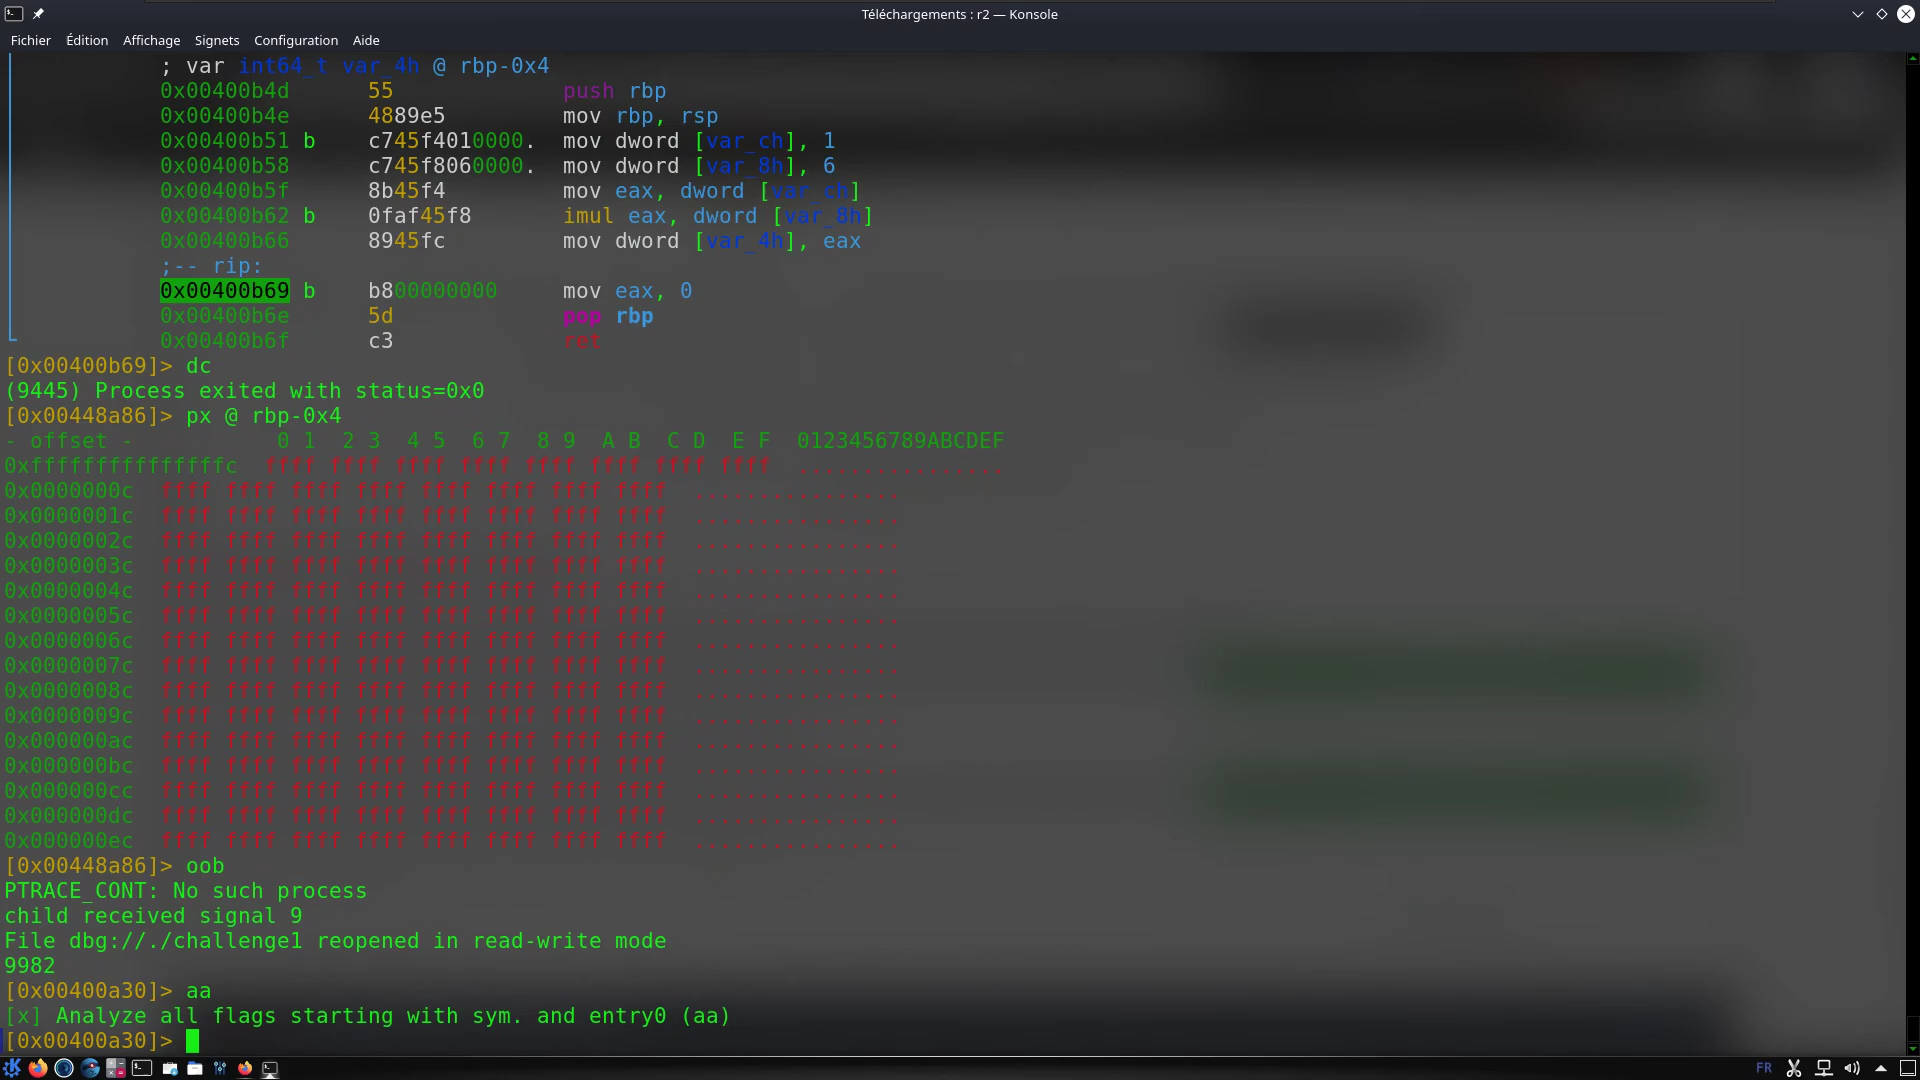 Téléchargements : r2 — Konsole
Fichier Édition Affichage Signets Configuration Aide
; var int64_t var_4h @ rbp-0x4
0x00400b4d 55 push rbp
0x00400b4e 4889e5 mov rbp, rsp
0x00400b51 b c745f4010000. mov dword [var_ch], 1
0x00400b58 c745f8060000. mov dword [var_8h], 6
0x00400b5f 8b45f4 mov eax, dword [var_ch]
0x00400b62 b 0faf45f8 imul eax, dword [var_8h]
0x00400b66 8945fc mov dword [var_4h], eax
;-- rip:
0x00400b69 b b800000000 mov eax, 0
0x00400b6e 5d pop rbp
0x00400b6f c3 ret
[0x00400b69]> dc
(9445) Process exited with status=0x0
[0x00448a86]> px @ rbp-0x4
- offset - 0 1 2 3 4 5 6 7 8 9 A B C D E F 0123456789ABCDEF
0xfffffffffffffffc ffff ffff ffff ffff ffff ffff ffff ffff ................
0x0000000c ffff ffff ffff ffff ffff ffff ffff ffff ................
0x0000001c ffff ffff ffff ffff ffff ffff ffff ffff ................
0x0000002c ffff ffff ffff ffff ffff ffff ffff ffff ................
0x0000003c ffff ffff ffff ffff ffff ffff ffff ffff ................
0x0000004c ffff ffff ffff ffff ffff ffff ffff ffff ................
0x0000005c ffff ffff ffff ffff ffff ffff ffff ffff ................
0x0000006c ffff ffff ffff ffff ffff ffff ffff ffff ................
0x0000007c ffff ffff ffff ffff ffff ffff ffff ffff ................
0x0000008c ffff ffff ffff ffff ffff ffff ffff ffff ................
0x0000009c ffff ffff ffff ffff ffff ffff ffff ffff ................
0x000000ac ffff ffff ffff ffff ffff ffff ffff ffff ................
0x000000bc ffff ffff ffff ffff ffff ffff ffff ffff ................
0x000000cc ffff ffff ffff ffff ffff ffff ffff ffff ................
0x000000dc ffff ffff ffff ffff ffff ffff ffff ffff ................
0x000000ec ffff ffff ffff ffff ffff ffff ffff ffff ................
[0x00448a86]> oob
PTRACE_CONT: No such process
child received signal 9
File dbg://./challenge1 reopened in read-write mode
9982
[0x00400a30]> aa
[x] Analyze all flags starting with sym. and entry0 (aa)
[0x00400a30]>
FR